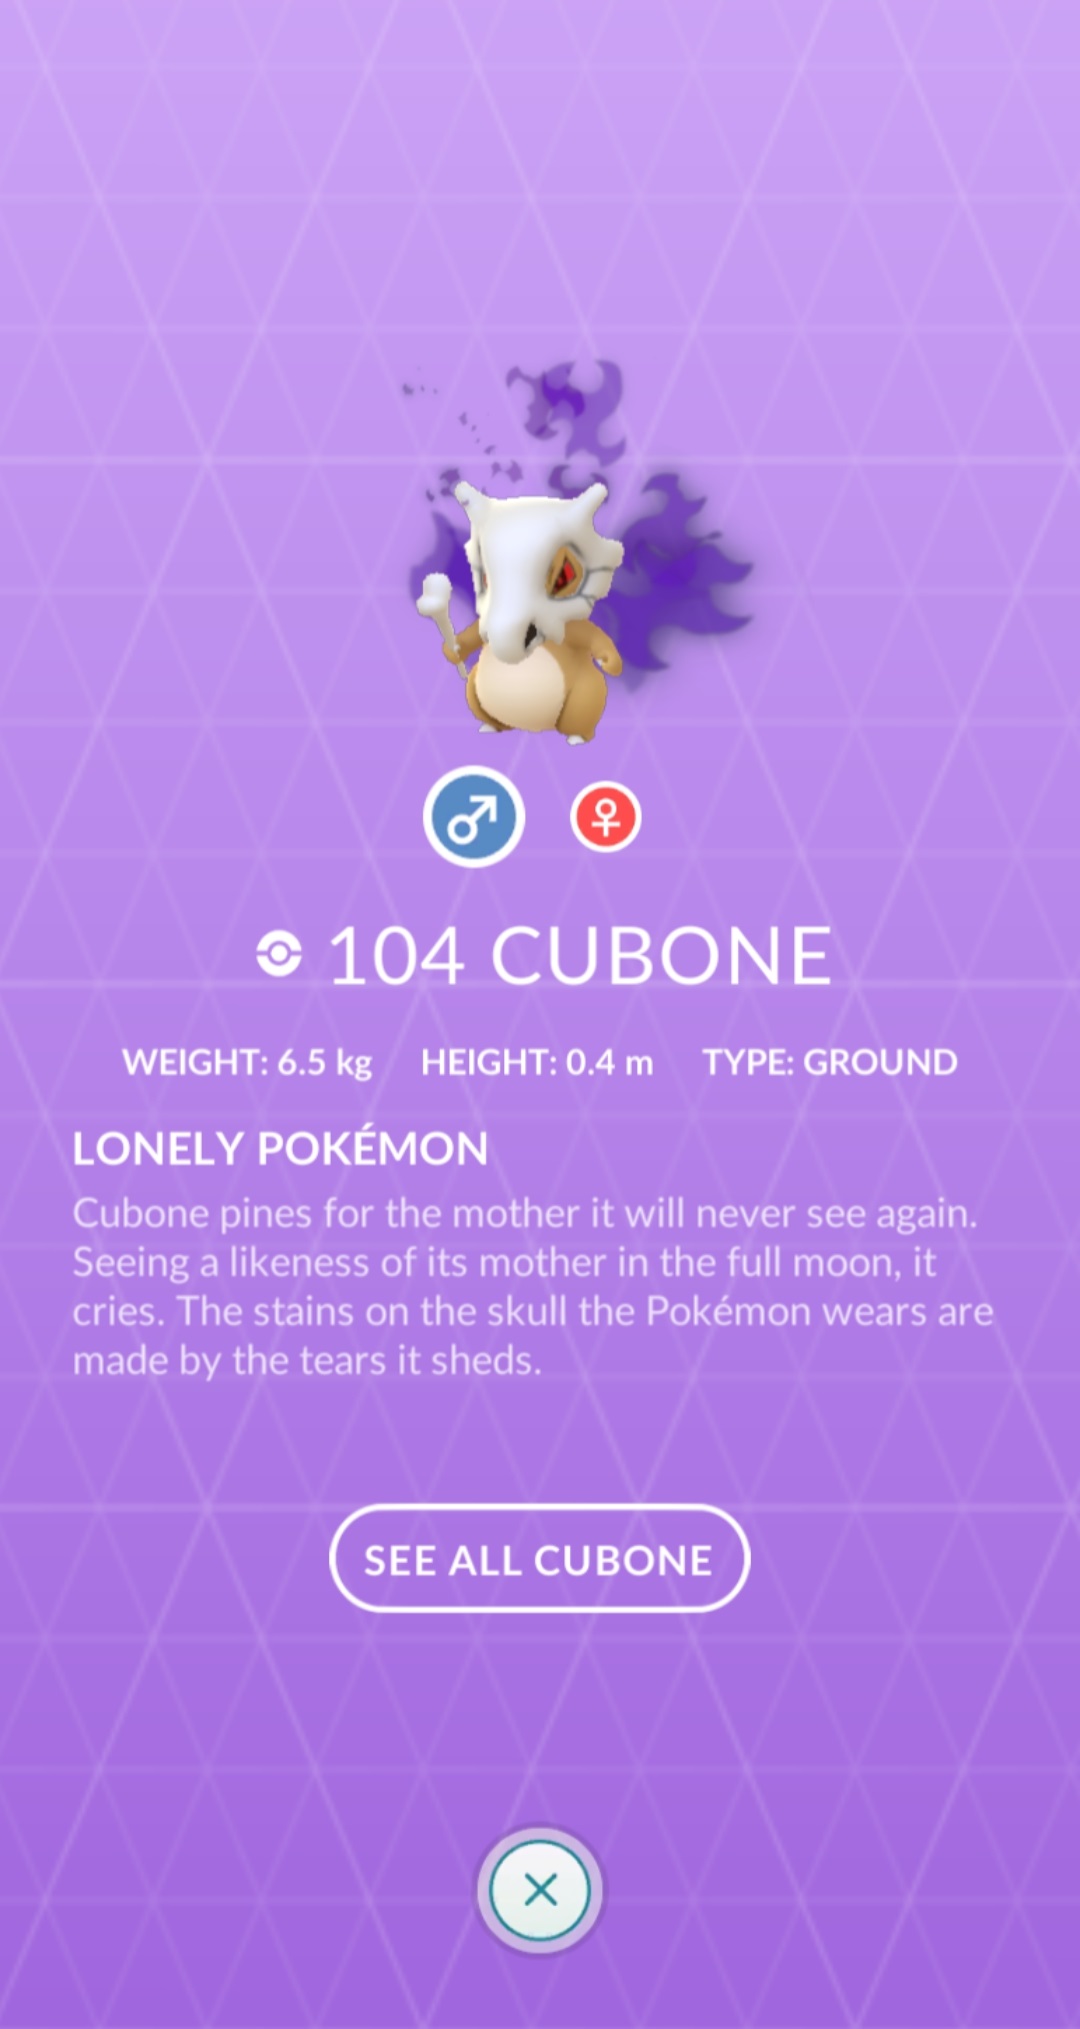 104 CUBONE
WEIGHT: 6.5 kg HEIGHT: 0.4 m TYPE: GROUND
LONELY POKÉMON
Cubone pines for the mother it will never see again.
Seeing a likeness of its mother in the full moon, it
cries. The stains on the skull the Pokémon wears are
made by the tears it sheds.
SEE ALL CUBONE